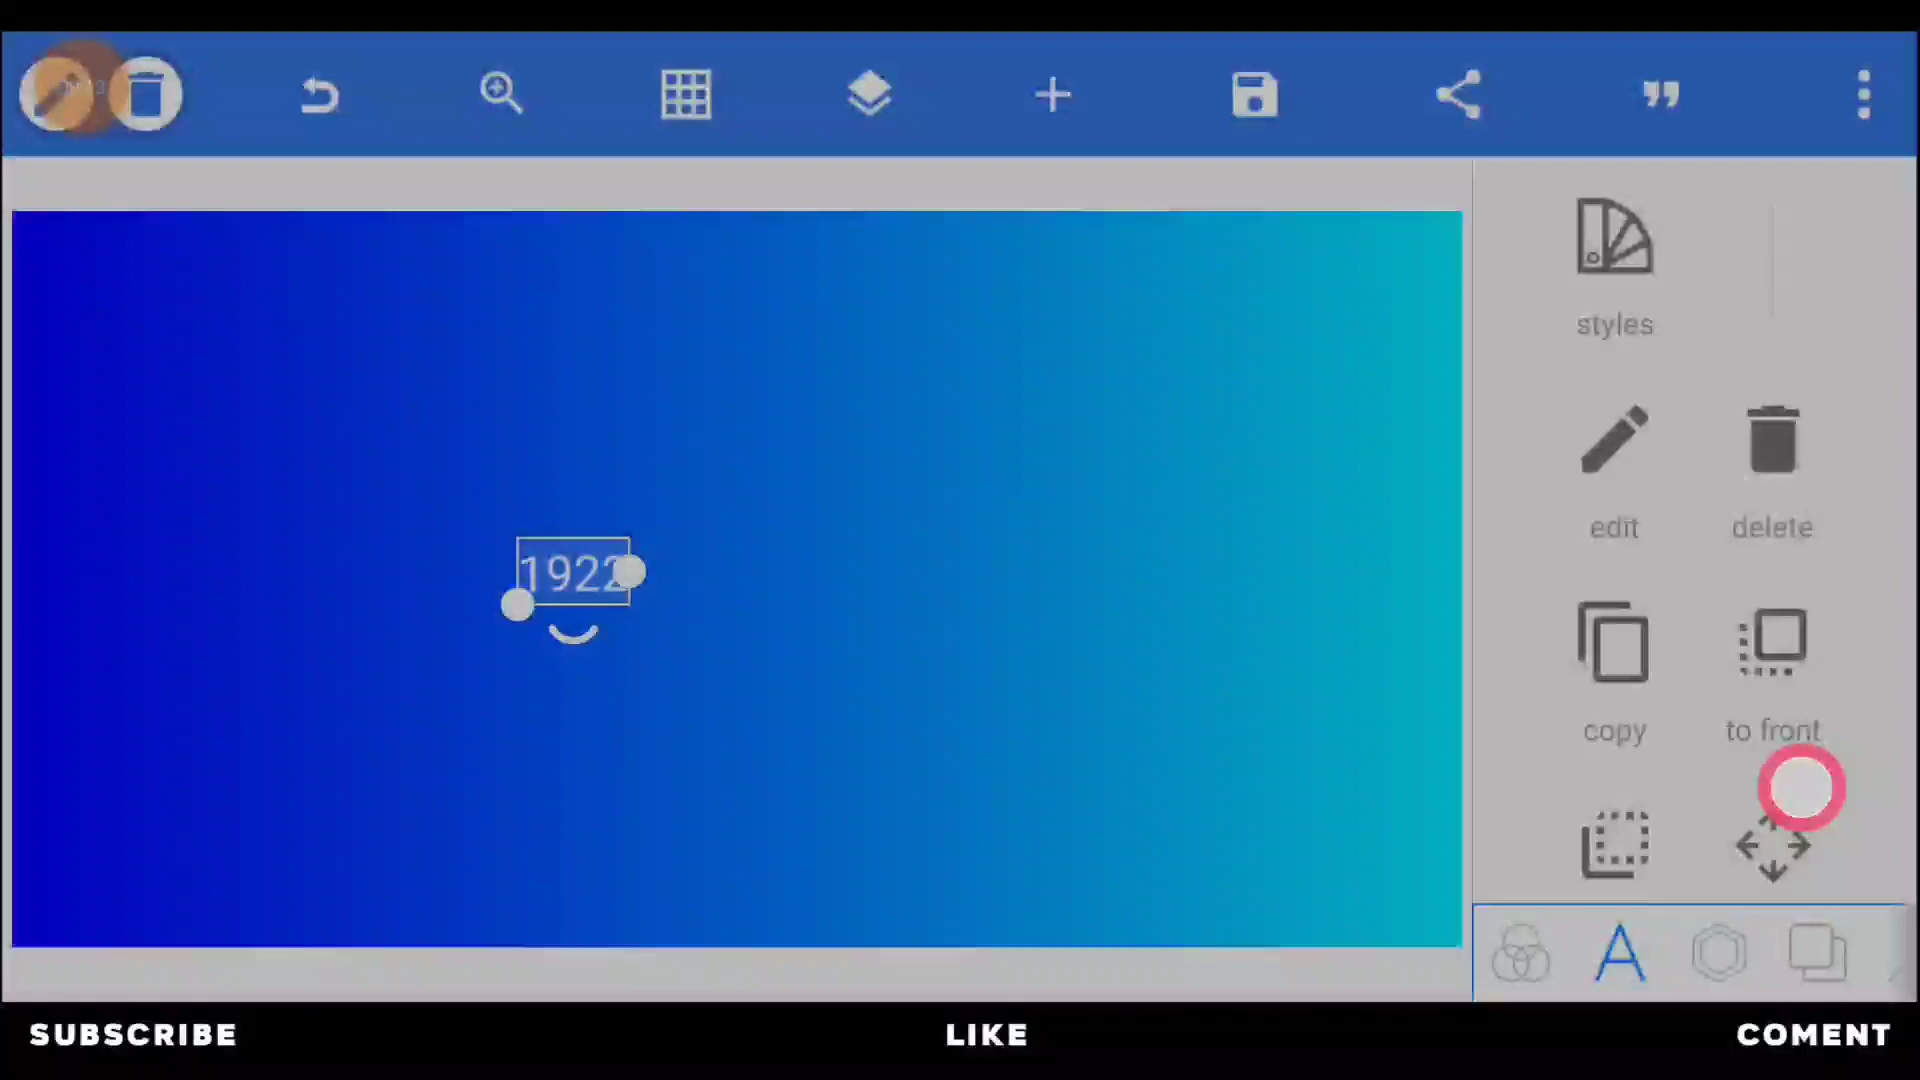 styles
1922
edit
delete
copy
to front
SUBSCRIBE
LIKE
COMENT